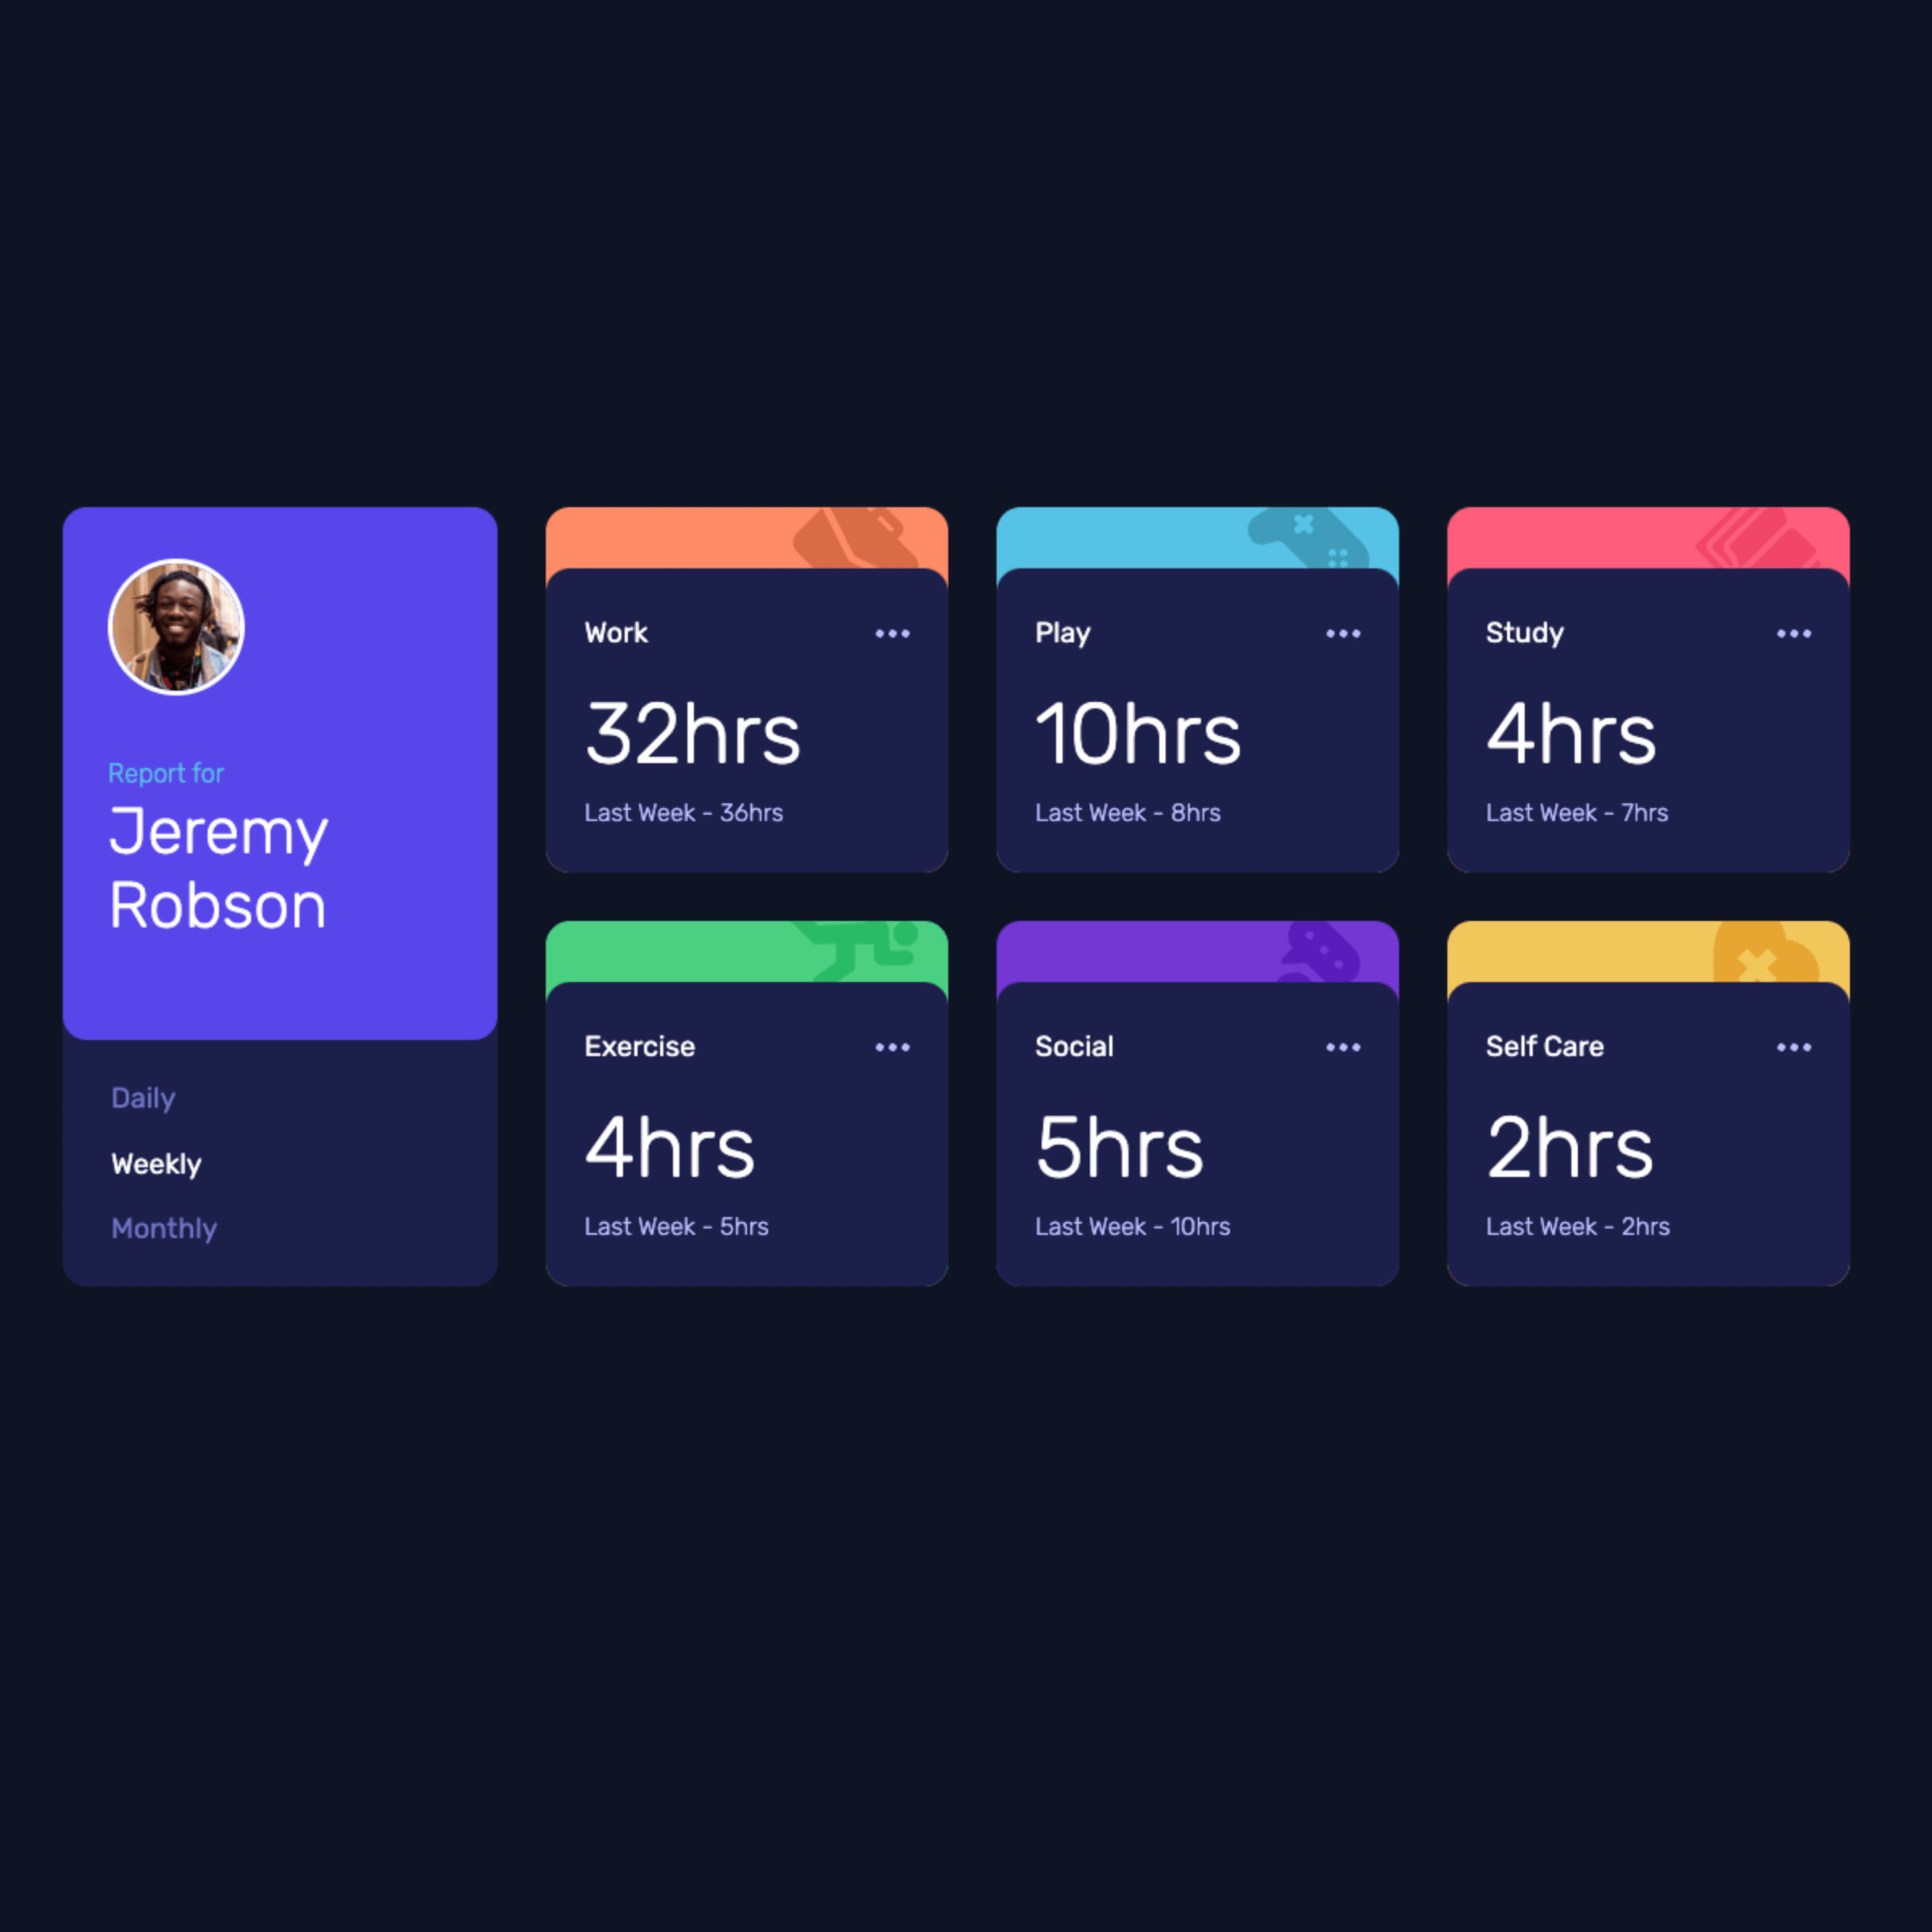 Report for
Jeremy
Robson
Daily
Weekly
Monthly
Work
32hrs
Last Week - 36hrs
Play
10hrs
Last Week - 8hrs
Study
4hrs
Last Week - 7hrs
Exercise
4hrs
Last Week - 5hrs
Social
5hrs
Last Week - 10hrs
Self Care
2hrs
Last Week - 2hrs